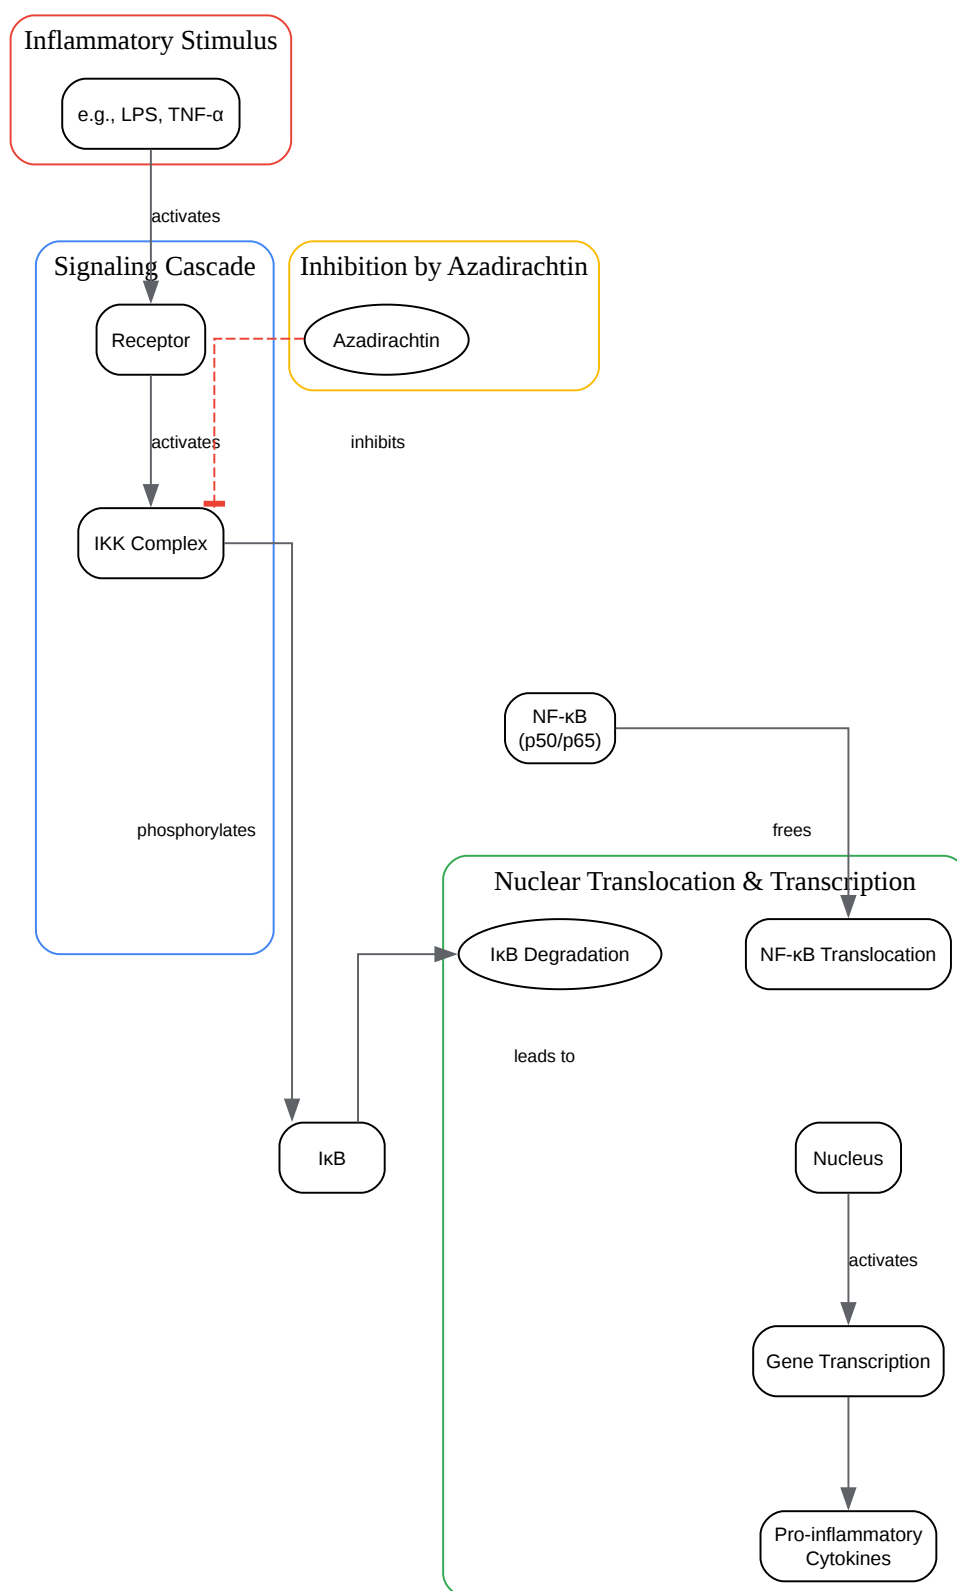 Inflammatory Stimulus
e.g., LPS, TNF-α
activates
Signaling Cascade
Inhibition by Azadirachtin
Receptor
Azadirachtin
activates
inhibits
IKK Complex
NF-κB
(p50/p65)
phosphorylates
frees
Nuclear Translocation & Transcription
IκB Degradation
NF-κB Translocation
leads to
IκB
Nucleus
activates
Gene Transcription
Pro-inflammatory
Cytokines